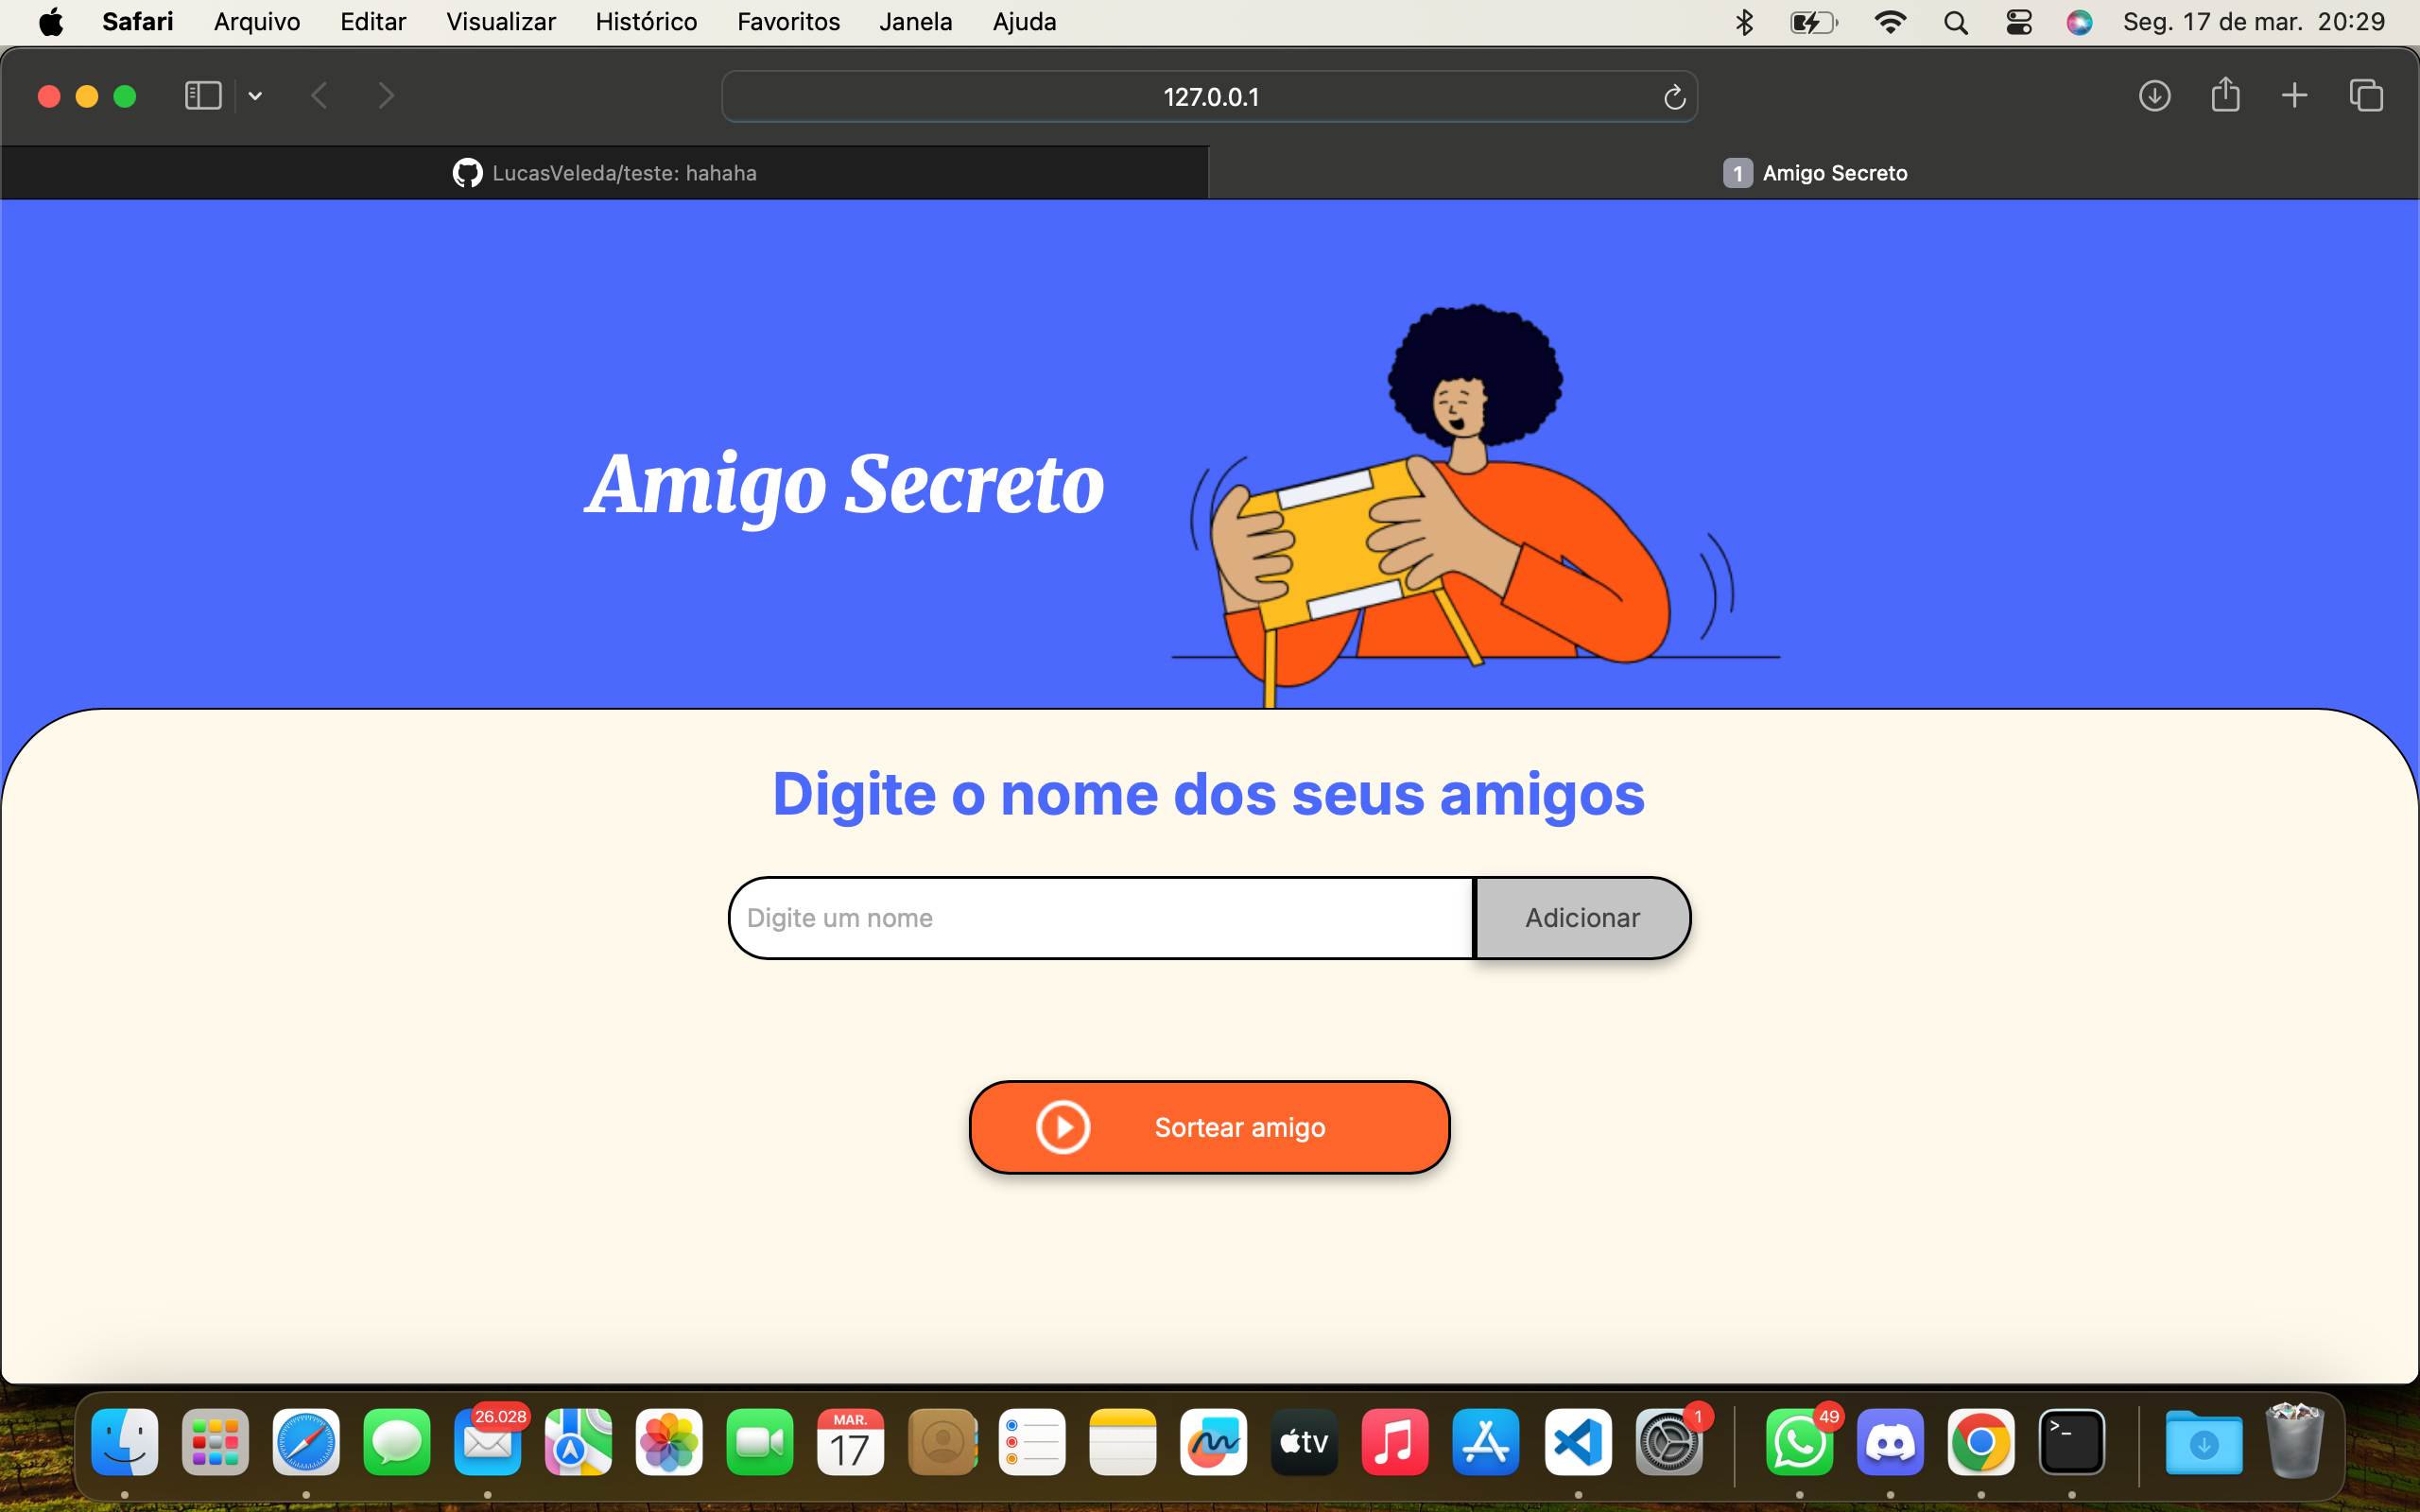 Safari Arquivo Editar Visualizar Histórico Favoritos Janela Ajuda Seg. 17 de mar. 20:29
127.0.0.1
LucasVeleda/teste: hahaha
1 Amigo Secreto
Amigo Secreto
Digite o nome dos seus amigos
Digite um nome
Adicionar
Sortear amigo
26.028
MAR.
17
tv
1
49
>_